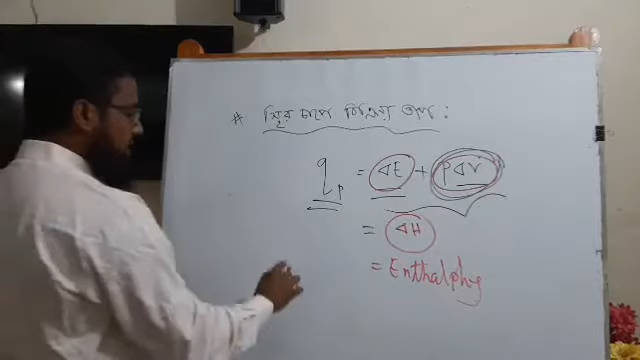 * স্থির চাপে বিক্রিয়া তাপ :
q_p = ΔE + PΔV
= ΔH
= Enthalphy